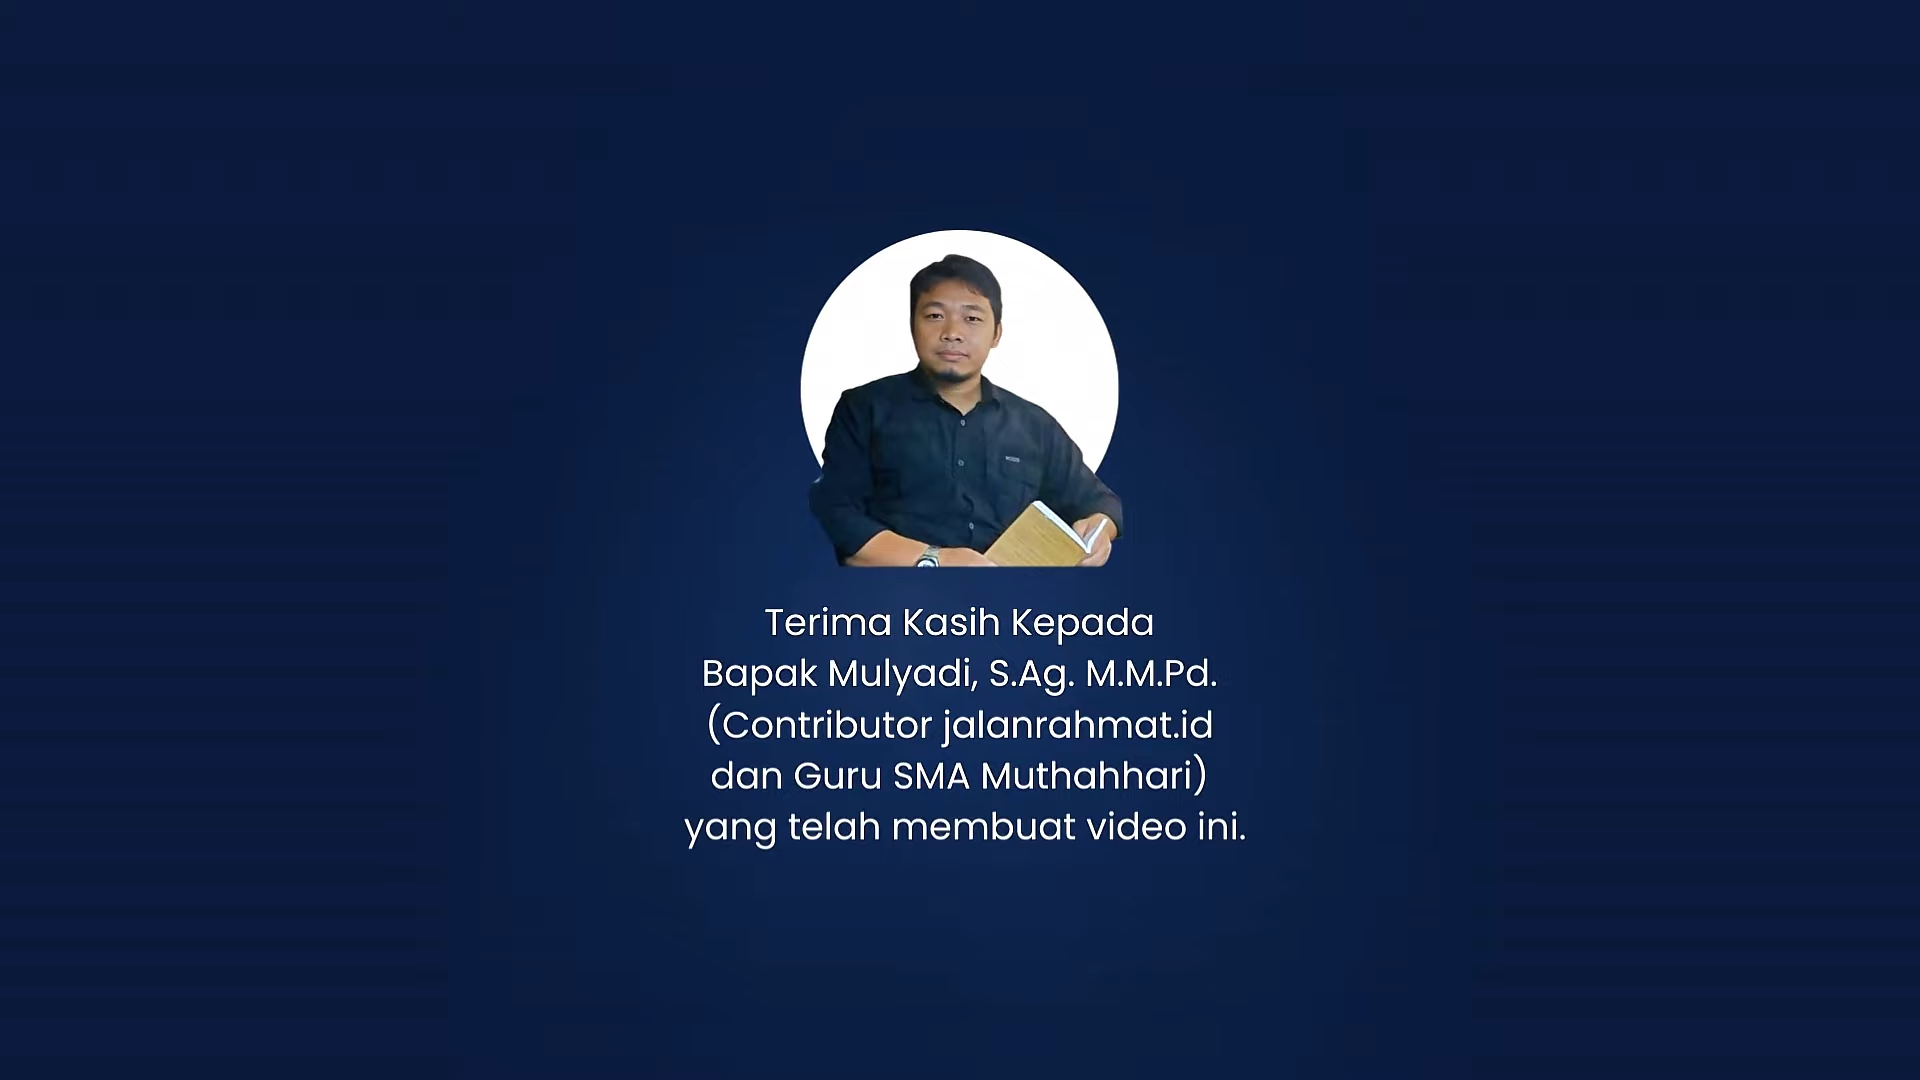 Terima Kasih Kepada
Bapak Mulyadi, S.Ag. M.M.Pd.
(Contributor jalanrahmat.id
dan Guru SMA Muthahhari)
yang telah membuat video ini.